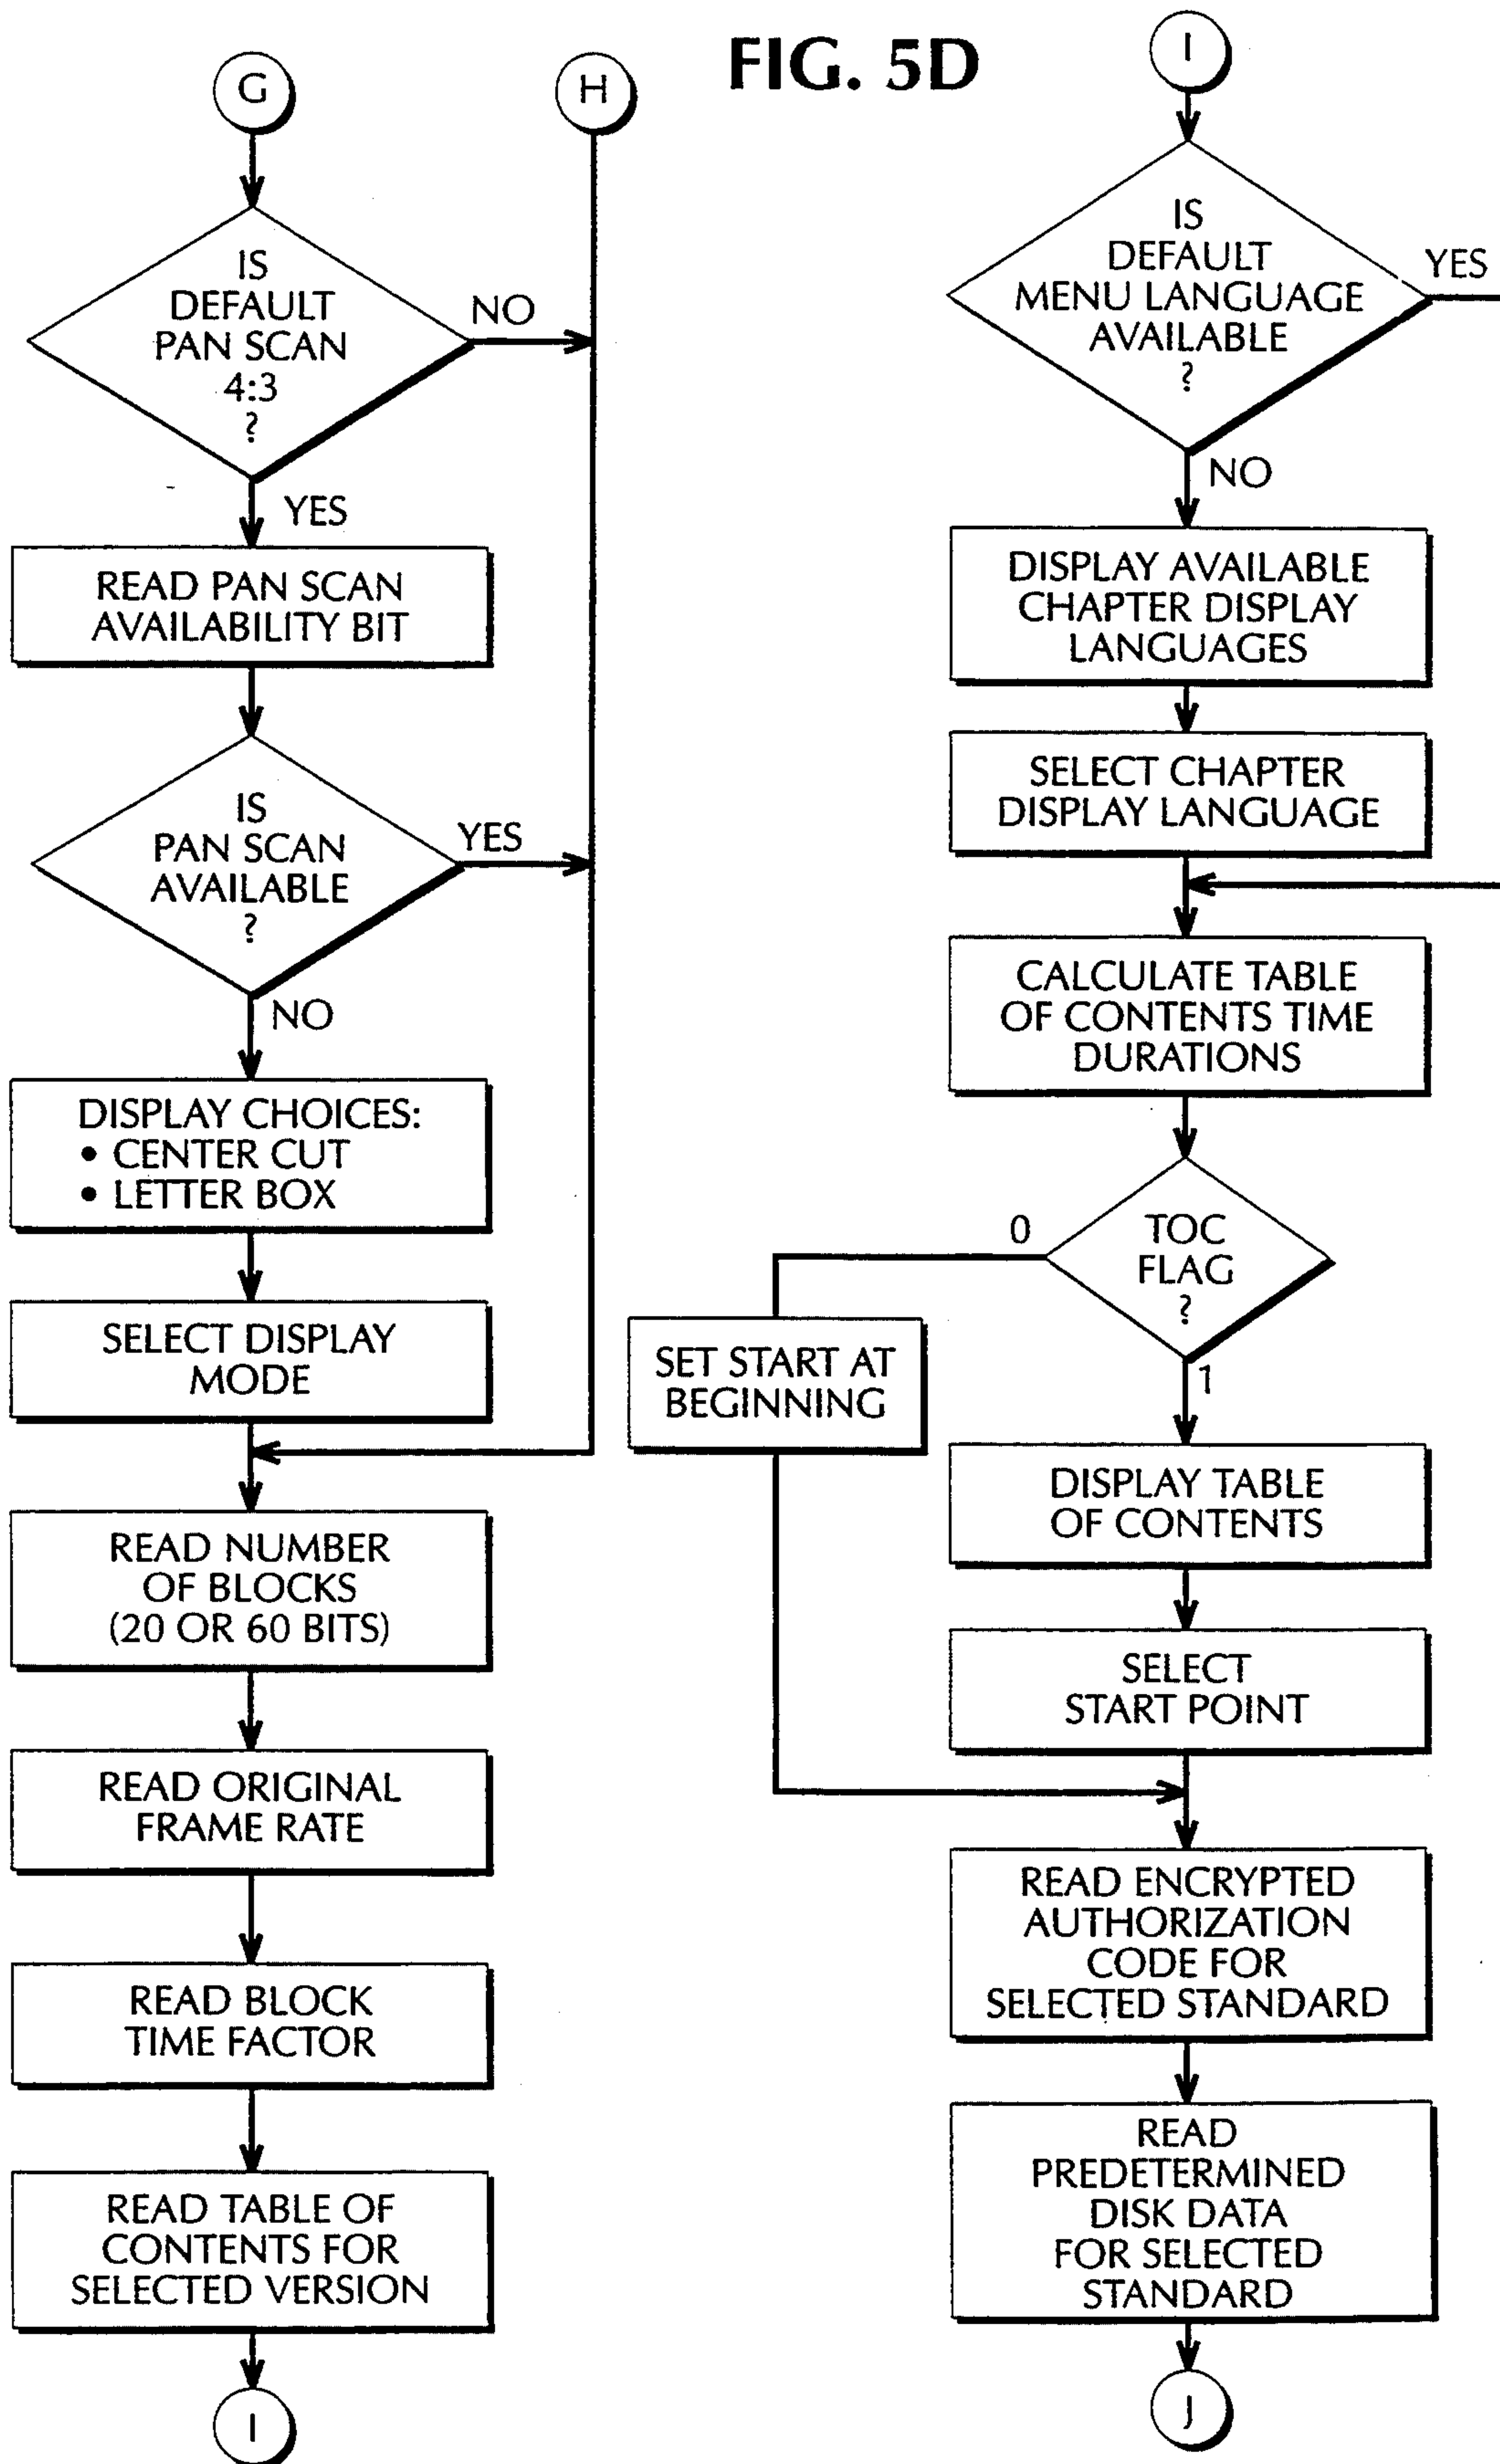 FIG. 5D
G
H
IS
DEFAULT
PAN SCAN
4:3
?
NO
YES
READ PAN SCAN
AVAILABILITY BIT
IS
PAN SCAN
AVAILABLE
?
YES
NO
DISPLAY CHOICES:
• CENTER CUT
• LETTER BOX
SELECT DISPLAY
MODE
READ NUMBER
OF BLOCKS
(20 OR 60 BITS)
READ ORIGINAL
FRAME RATE
READ BLOCK
TIME FACTOR
READ TABLE OF
CONTENTS FOR
SELECTED VERSION
I
I
IS
DEFAULT
MENU LANGUAGE
AVAILABLE
?
YES
NO
DISPLAY AVAILABLE
CHAPTER DISPLAY
LANGUAGES
SELECT CHAPTER
DISPLAY LANGUAGE
CALCULATE TABLE
OF CONTENTS TIME
DURATIONS
TOC
FLAG
?
0
1
SET START AT
BEGINNING
DISPLAY TABLE
OF CONTENTS
SELECT
START POINT
READ ENCRYPTED
AUTHORIZATION
CODE FOR
SELECTED STANDARD
READ
PREDETERMINED
DISK DATA
FOR SELECTED
STANDARD
J